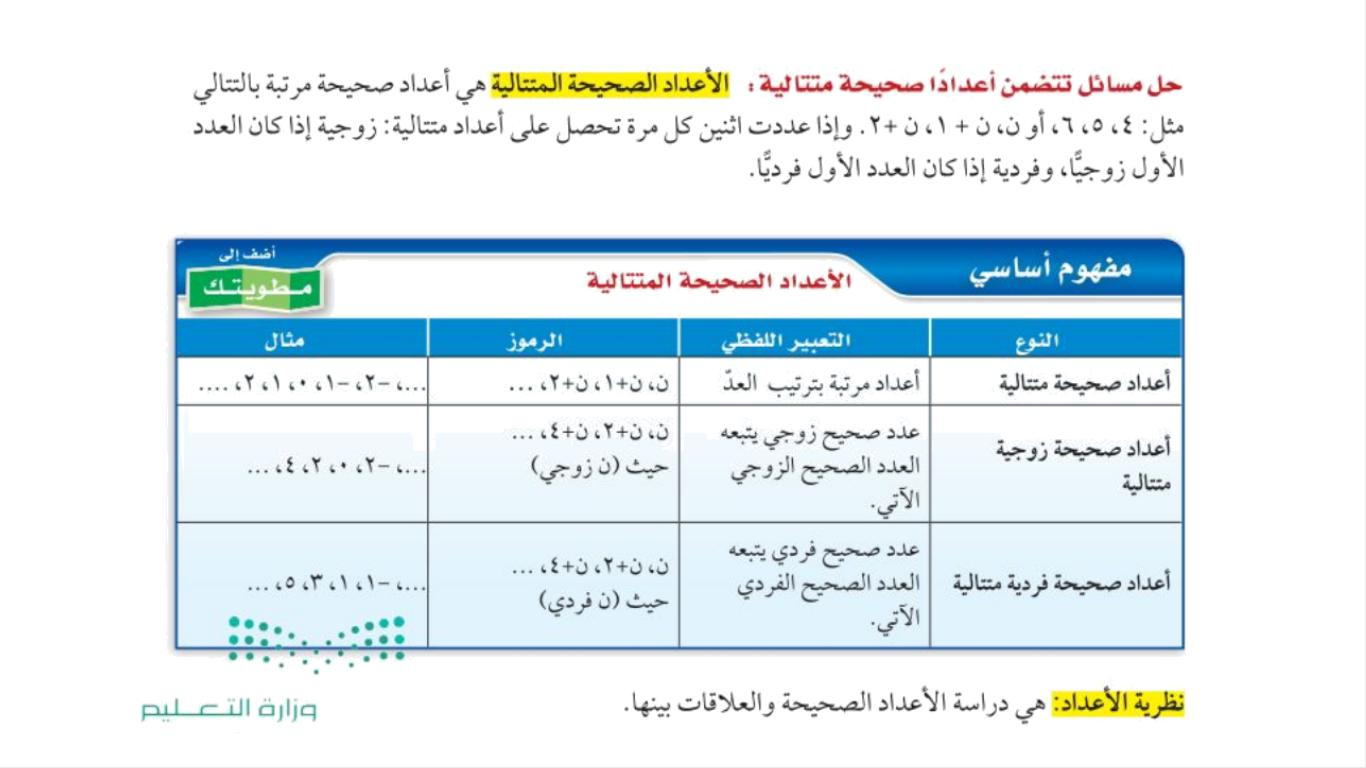 حل مسائل تتضمن أعدادًا صحيحة متتالية : الأعداد الصحيحة المتتالية هي أعداد صحيحة مرتبة بالتتالي
مثل: ٤، ٥، ٦، أو ن، ن + ١، ن +٢. وإذا عددت اثنين كل مرة تحصل على أعداد متتالية: زوجية إذا كان العدد
الأول زوجيًّا، وفردية إذا كان العدد الأول فرديًّا.
مفهوم أساسي
الأعداد الصحيحة المتتالية
أضف إلى
مـطويتـك
النوع
التعبير اللفظي
الرموز
مثال
أعداد صحيحة متتالية
أعداد مرتبة بترتيب العدّ
ن، ن+١، ن+٢، ...
...، -٢، -١، ٠، ١، ٢، ....
أعداد صحيحة زوجية
متتالية
عدد صحيح زوجي يتبعه
العدد الصحيح الزوجي
الآتي.
ن، ن+٢، ن+٤، ...
حيث (ن زوجي)
...، -٢، ٠، ٢، ٤، ...
أعداد صحيحة فردية متتالية
عدد صحيح فردي يتبعه
العدد الصحيح الفردي
الآتي.
ن، ن+٢، ن+٤، ...
حيث (ن فردي)
...، -١، ١، ٣، ٥، ...
نظرية الأعداد: هي دراسة الأعداد الصحيحة والعلاقات بينها.
وزارة التـعـــليم